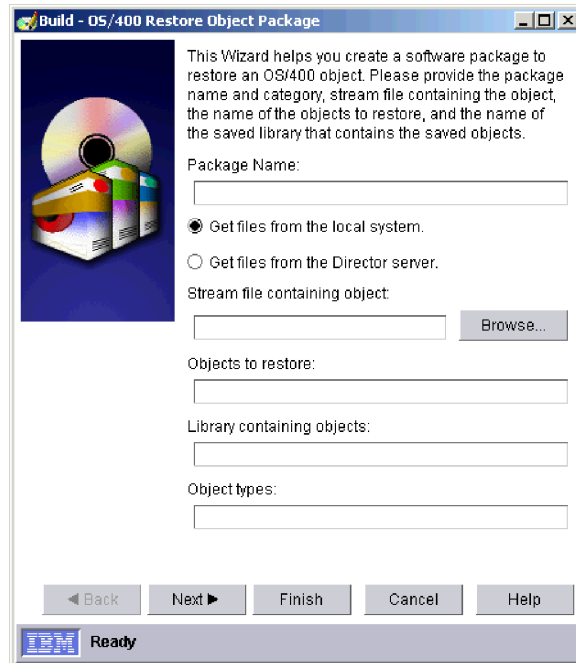 Build - OS/400 Restore Object Package
This Wizard helps you create a software package to
restore an OS/400 object. Please provide the package
name and category, stream file containing the object,
the name of the objects to restore, and the name of
the saved library that contains the saved objects.
Package Name:
Get files from the local system.
Get files from the Director server.
Stream file containing object:
Browse...
Objects to restore:
Library containing objects:
Object types:
Back Next Finish Cancel Help
IBM Ready